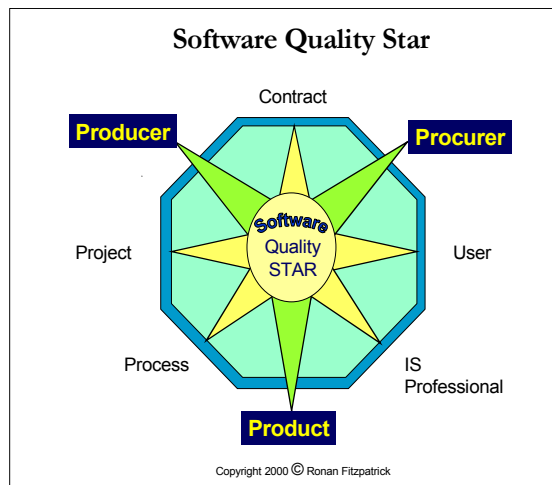 Software Quality Star
Contract
Producer
Procurer
Software
Quality
STAR
Project
User
Process
IS
Professional
Product
Copyright 2000 © Ronan Fitzpatrick